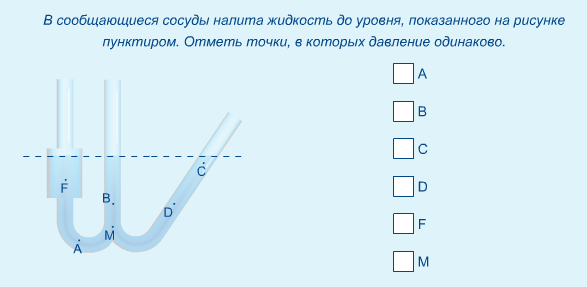 В сообщающиеся сосуды налита жидкость до уровня, показанного на рисунке
пунктиром. Отметь точки, в которых давление одинаково.
A
B
C
D
F
M
F
B
C
D
M
A